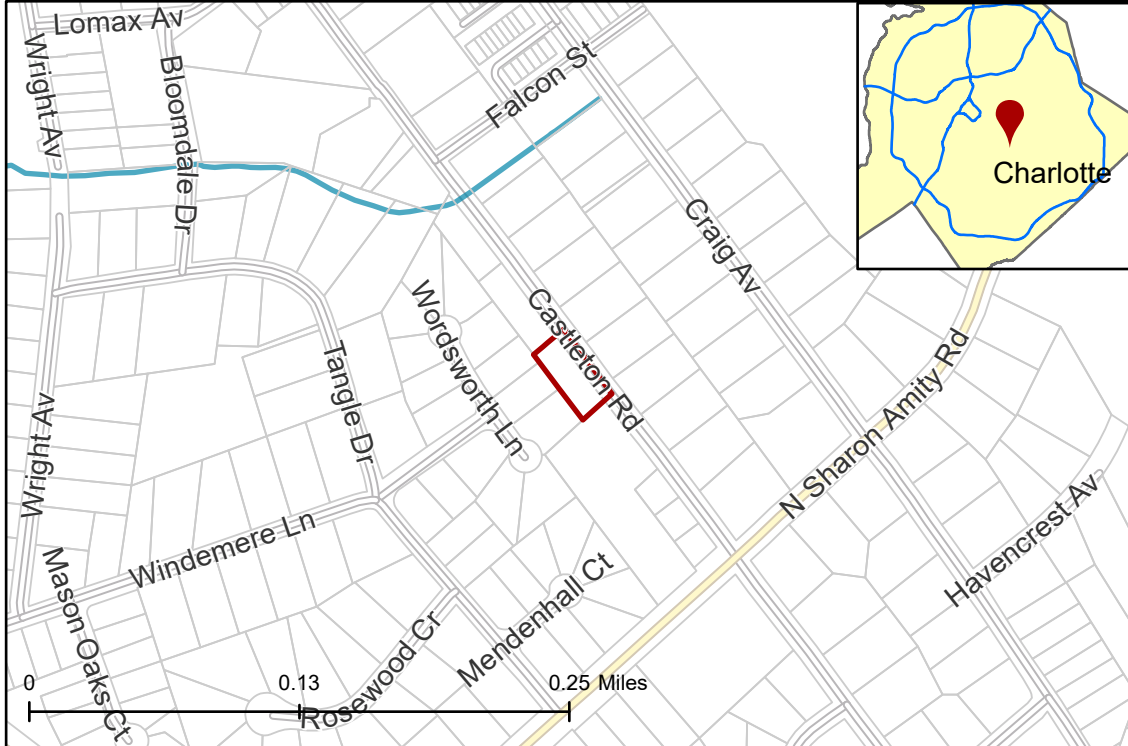 Lomax Av
Wright Av
Bloomdale Dr
Falcon St
Charlotte
Craig Av
Wordsworth Ln
Castleton Rd
Tangle Dr
N Sharon Amity Rd
Wright Av
Windemere Ln
Havencrest Av
Mason Oaks Ct
Mendenhall Ct
Rosewood Cr
0 0.13 0.25 Miles